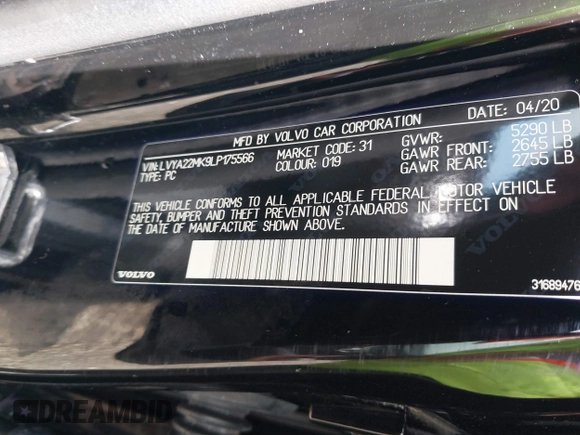 MFD BY VOLVO CAR CORPORATION DATE: 04/20
VIN: LVYA22MK9LP175566 MARKET CODE: 31 GVWR: 5290 LB
TYPE: PC COLOUR: 019 GAWR FRONT: 2645 LB
GAWR REAR: 2755 LB
THIS VEHICLE CONFORMS TO ALL APPLICABLE FEDERAL MOTOR VEHICLE
SAFETY, BUMPER AND THEFT PREVENTION STANDARDS IN EFFECT ON
THE DATE OF MANUFACTURE SHOWN ABOVE.
VOLVO 31689476
DREAMBID